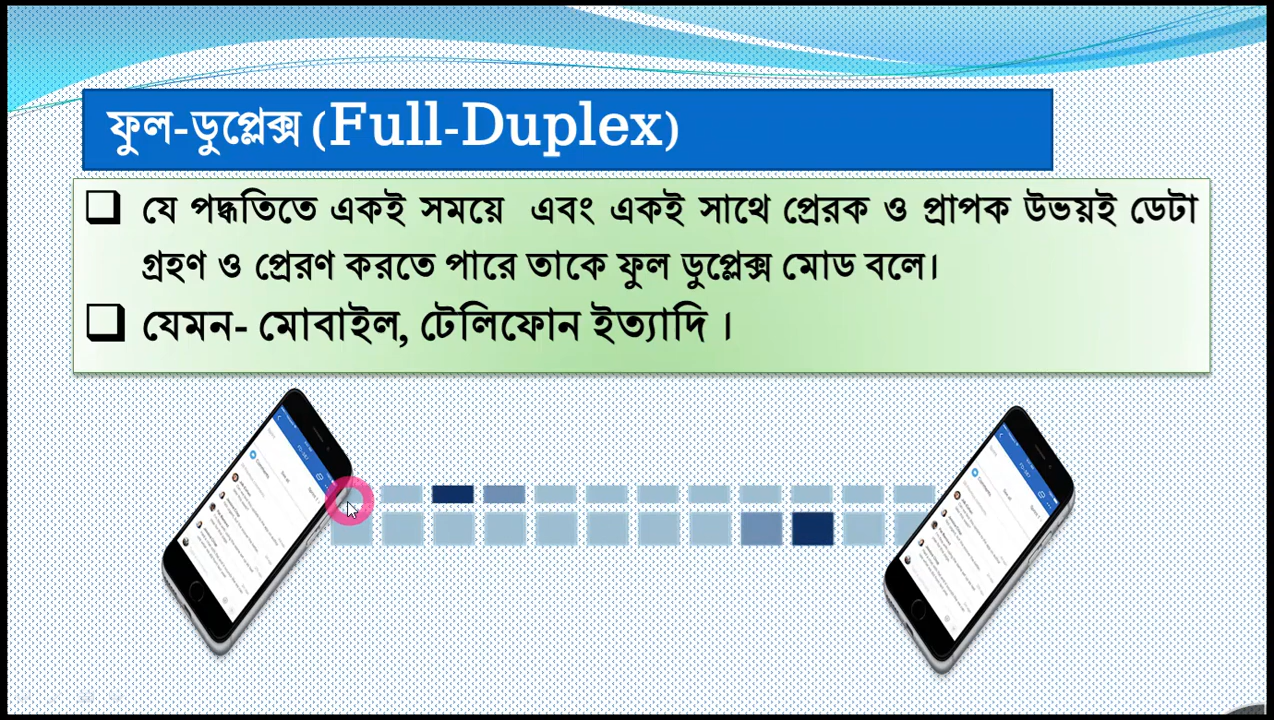 ফুল-ডুপ্লেক্স (Full-Duplex)
❑ যে পদ্ধতিতে একই সময়ে এবং একই সাথে প্রেরক ও প্রাপক উভয়ই ডেটা
গ্রহণ ও প্রেরণ করতে পারে তাকে ফুল ডুপ্লেক্স মোড বলে।
❑ যেমন- মোবাইল, টেলিফোন ইত্যাদি ।